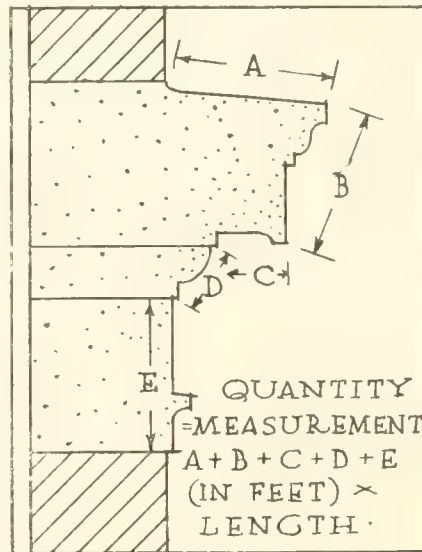 A
B
C
D
E
QUANTITY
=MEASUREMENT
A+B+C+D+E
(IN FEET) ×
LENGTH.